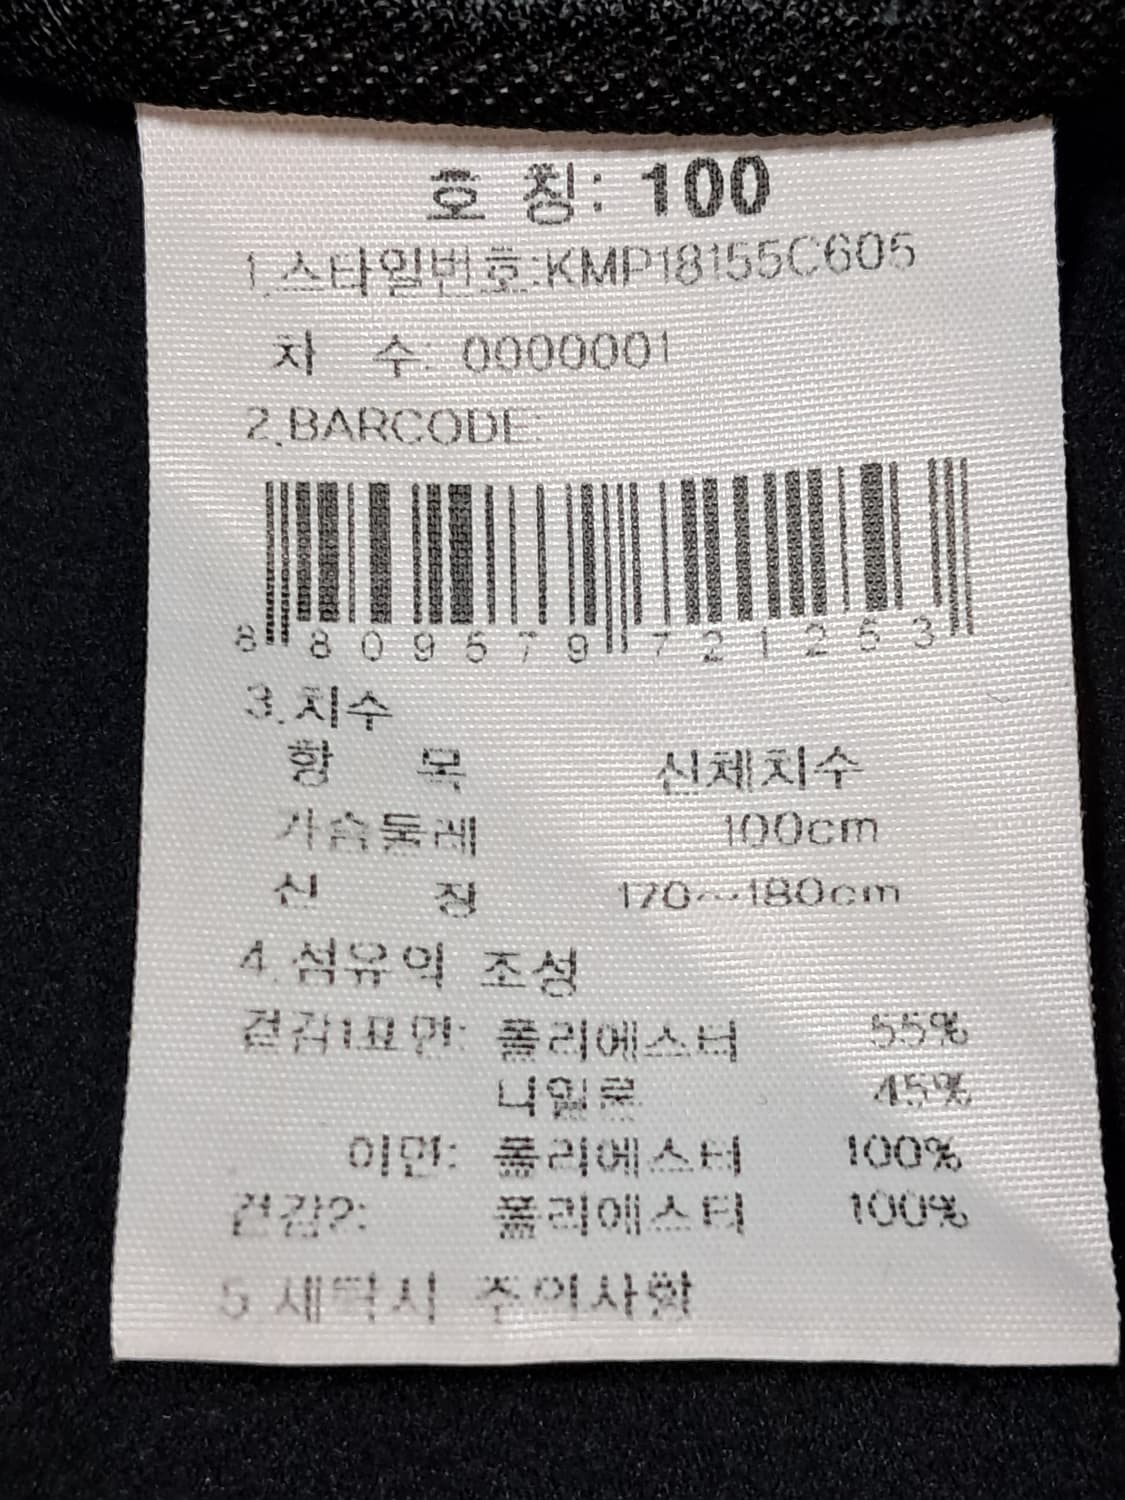 호 칭: 100
1.스타일번호:KMP18155C605
차 수: 0000001
2.BARCODE:
8 809579 721253
3.치수
항 목 신체치수
가슴둘레 100cm
신 장 170~180cm
4.섬유의 조성
겉감1표면: 폴리에스터 55%
나일론 45%
이면: 폴리에스터 100%
겉감2: 폴리에스터 100%
5.세탁시 주의사항